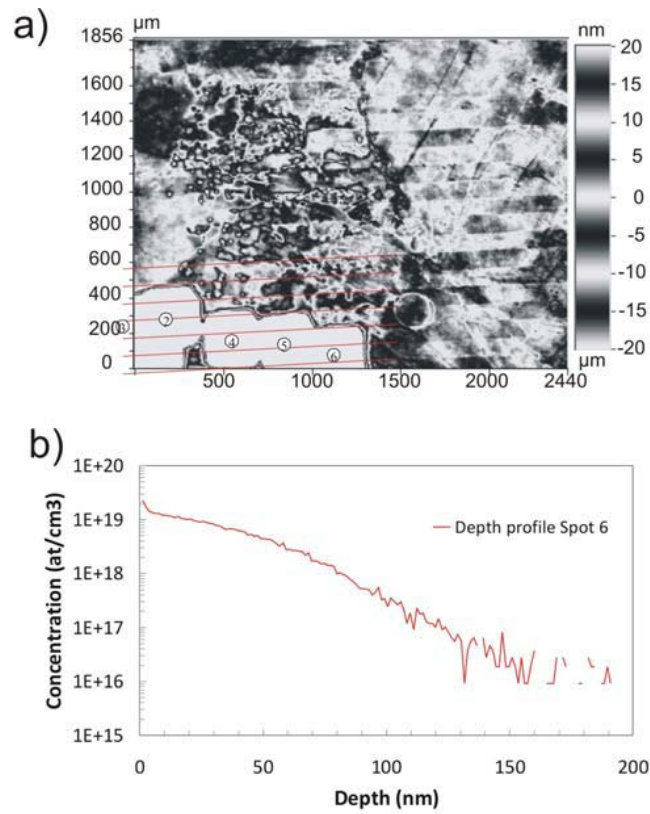 a)
µm
nm
1856
1600
1400
1200
1000
800
600
400
200
0
500
1000
1500
2000
2440
20
15
10
5
0
-5
-10
-15
-20
µm
3
2
4
5
6
b)
1E+20
1E+19
1E+18
1E+17
1E+16
1E+15
Concentration (at/cm3)
Depth profile Spot 6
0
50
100
150
200
Depth (nm)